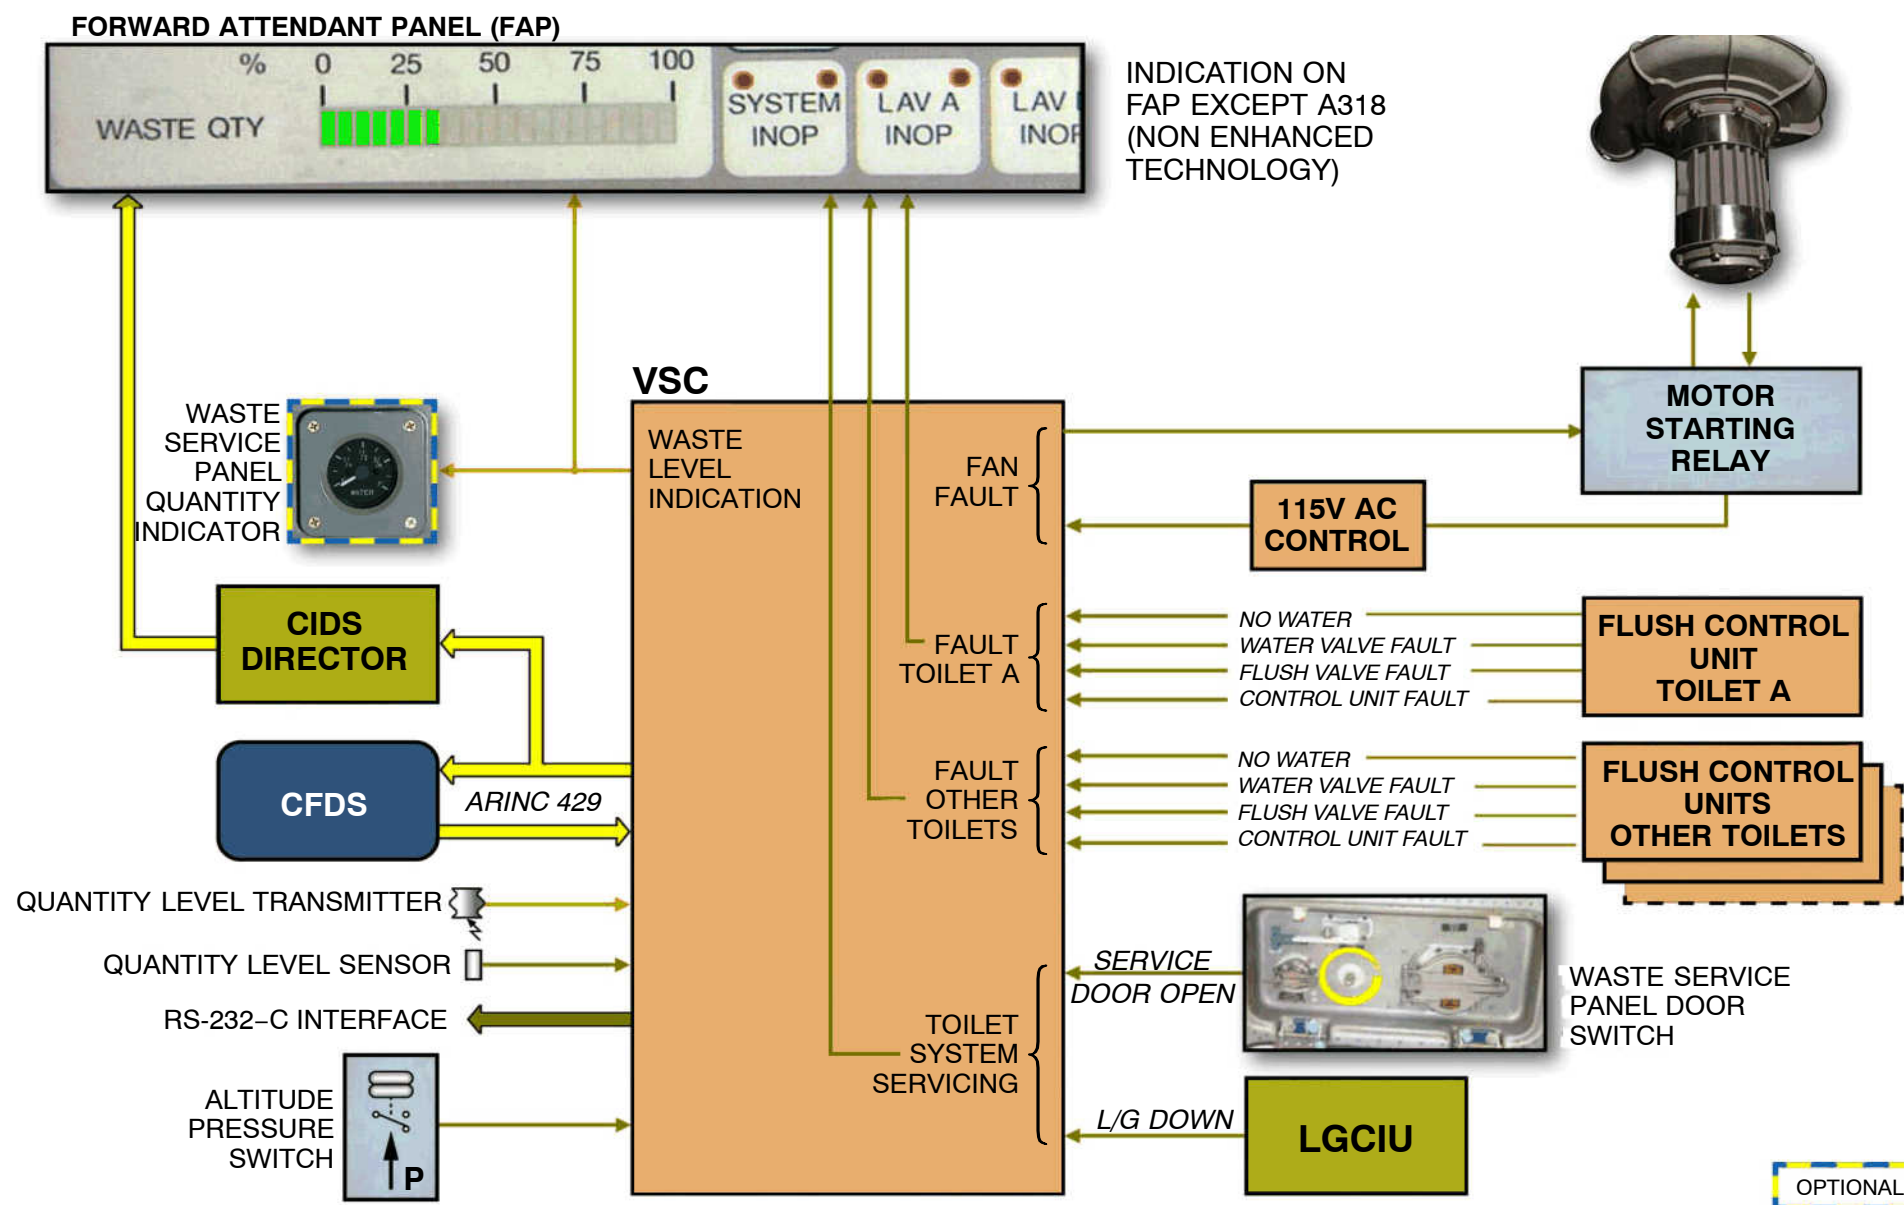 FORWARD ATTENDANT PANEL (FAP)
% 0 25 50 75 100
WASTE QTY
SYSTEM
INOP
LAV A
INOP
LAV
INOP
INDICATION ON
FAP EXCEPT A318
(NON ENHANCED
TECHNOLOGY)
VSC
WASTE
SERVICE
PANEL
QUANTITY
INDICATOR
WATER
WASTE
LEVEL
INDICATION
FAN
FAULT
MOTOR
STARTING
RELAY
115V AC
CONTROL
CIDS
DIRECTOR
FAULT
TOILET A
NO WATER
WATER VALVE FAULT
FLUSH VALVE FAULT
CONTROL UNIT FAULT
FLUSH CONTROL
UNIT
TOILET A
CFDS
ARINC 429
FAULT
OTHER
TOILETS
NO WATER
WATER VALVE FAULT
FLUSH VALVE FAULT
CONTROL UNIT FAULT
FLUSH CONTROL
UNITS
OTHER TOILETS
QUANTITY LEVEL TRANSMITTER
QUANTITY LEVEL SENSOR
RS-232–C INTERFACE
ALTITUDE
PRESSURE
SWITCH
P
TOILET
SYSTEM
SERVICING
SERVICE
DOOR OPEN
WASTE SERVICE
PANEL DOOR
SWITCH
L/G DOWN
LGCIU
OPTIONAL